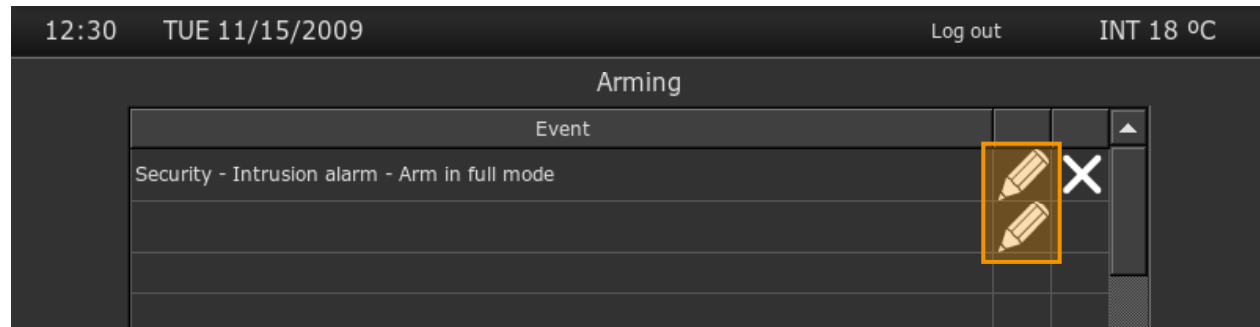 12:30 TUE 11/15/2009 Log out INT 18 ºC
Arming
Event
Security - Intrusion alarm - Arm in full mode